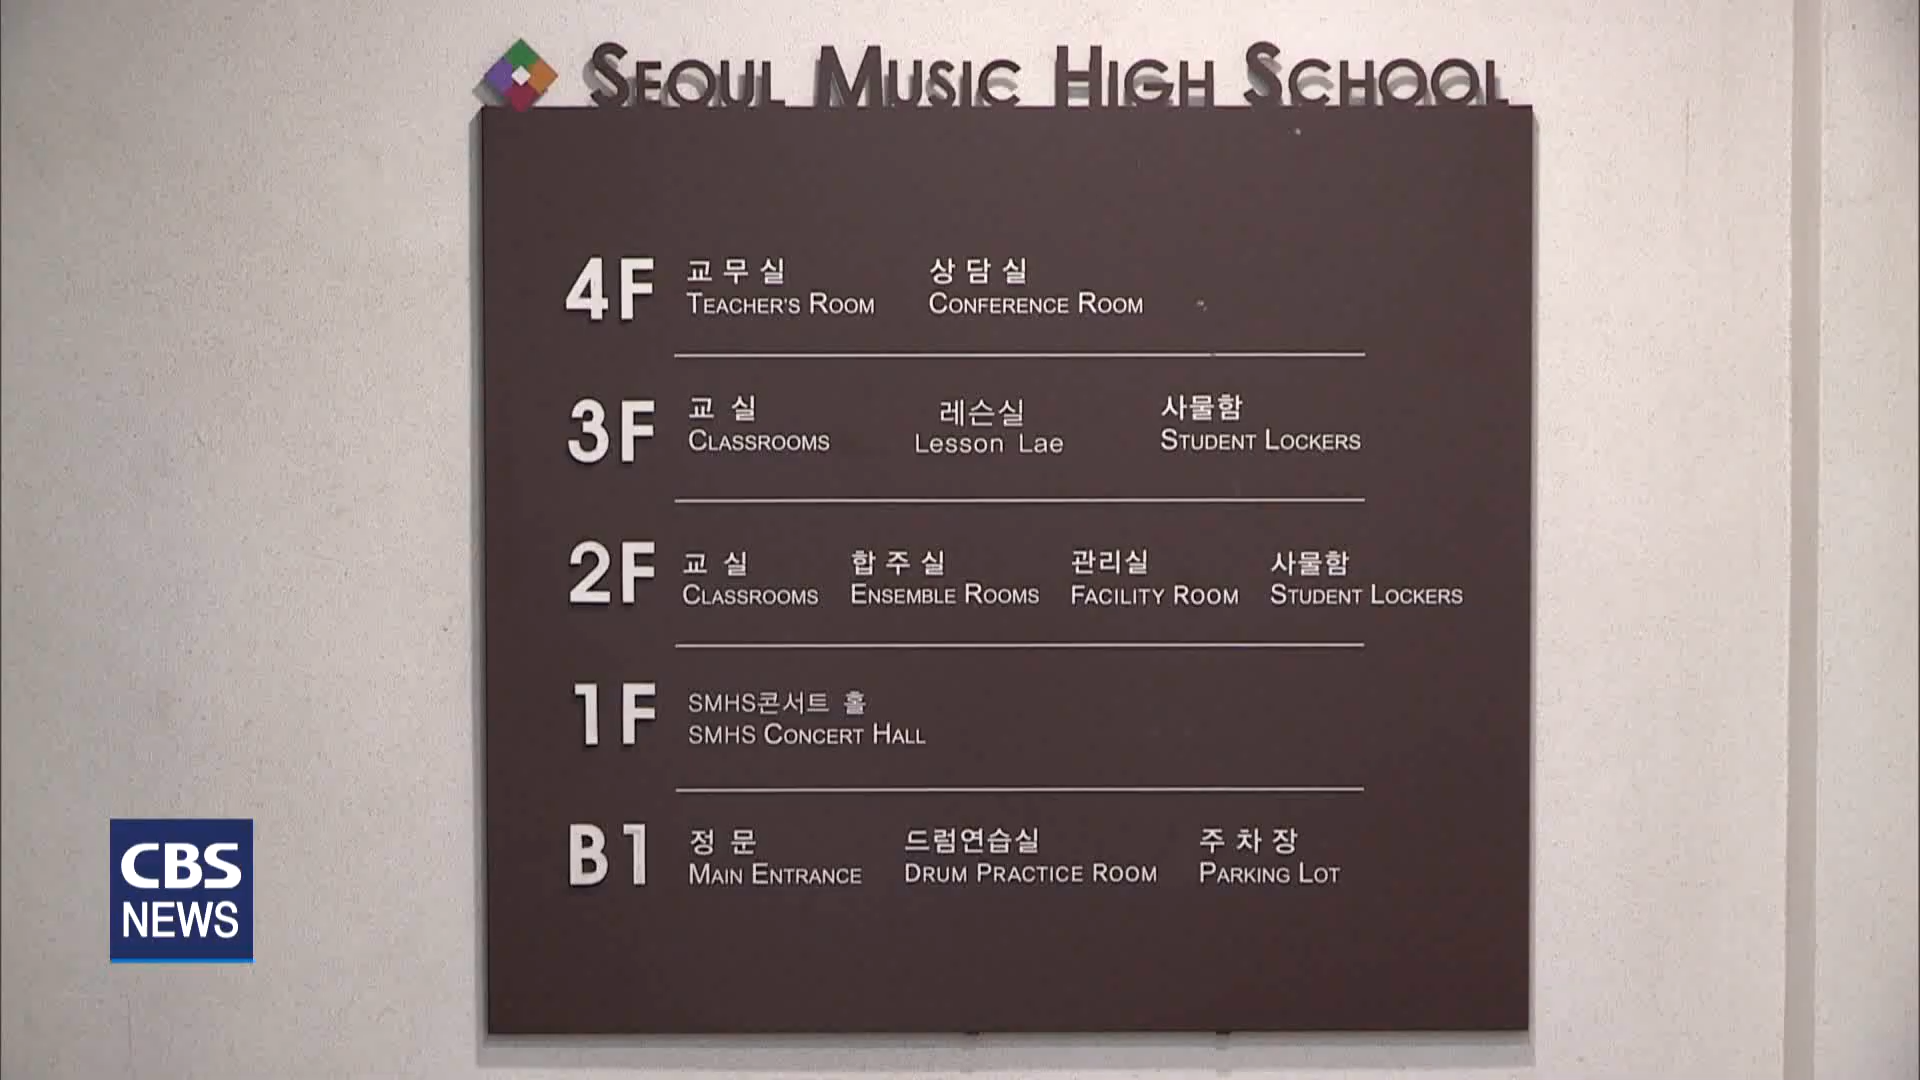 SEOUL MUSIC HIGH SCHOOL
4F
교 무 실 상 담 실
TEACHER'S ROOM CONFERENCE ROOM
3F
교 실 레슨실 사물함
CLASSROOMS Lesson Lae STUDENT LOCKERS
2F
교 실 합 주 실 관리실 사물함
CLASSROOMS ENSEMBLE ROOMS FACILITY ROOM STUDENT LOCKERS
1F
SMHS콘서트 홀
SMHS CONCERT HALL
B1
정 문 드럼연습실 주 차 장
MAIN ENTRANCE DRUM PRACTICE ROOM PARKING LOT
CBS
NEWS